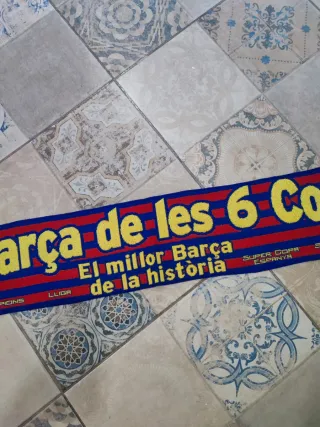 arça de les 6 Co
El millor Barça
de la història
LLIGA
SUPER COPA
ESPANYA